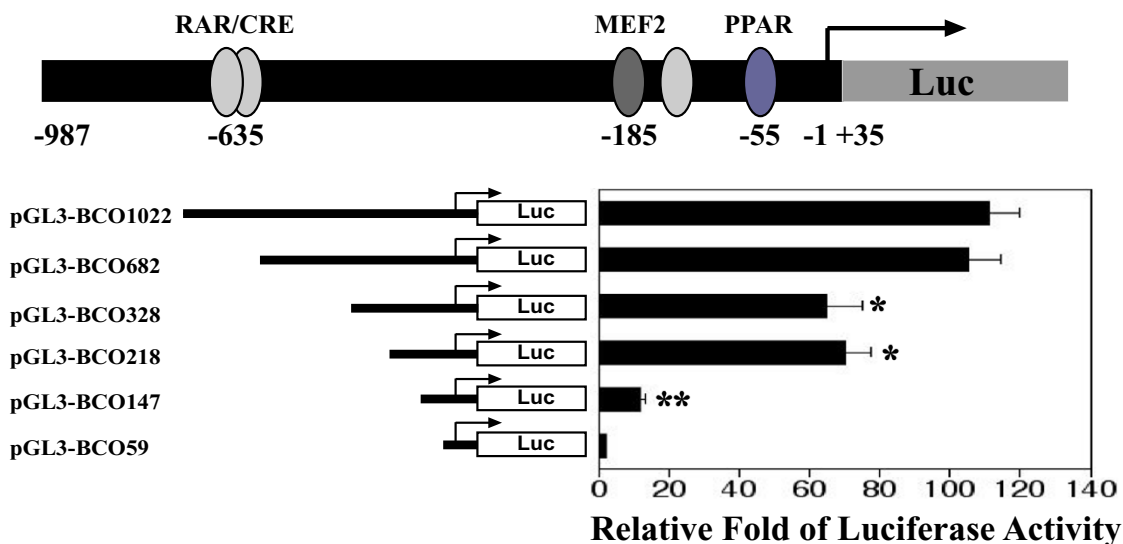 RAR/CRE MEF2 PPAR
Luc
-987 -635 -185 -55 -1 +35
pGL3-BCO1022 Luc
pGL3-BCO682 Luc
pGL3-BCO328 Luc *
pGL3-BCO218 Luc *
pGL3-BCO147 Luc **
pGL3-BCO59 Luc
0 20 40 60 80 100 120 140
Relative Fold of Luciferase Activity